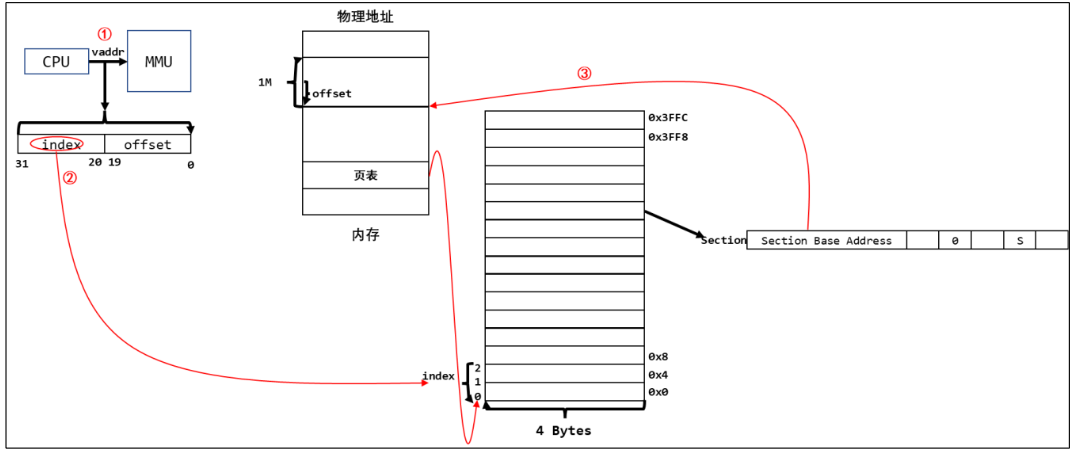 物理地址
①
vaddr
CPU
MMU
1M
offset
③
index
offset
31
20
19
0
②
页表
内存
0x3FFC
0x3FF8
Section
Section Base Address
0
S
index
2
1
0
0x8
0x4
0x0
4 Bytes